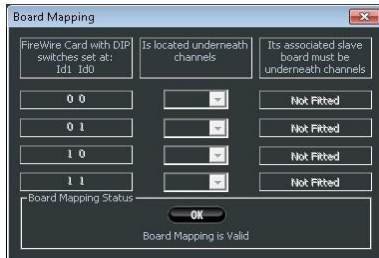 Board Mapping
FireWire Card with DIP
switches set at:
Id1 Id0
Is located underneath
channels
Its associated slave
board must be
underneath channels
0 0
Not Fitted
0 1
Not Fitted
1 0
Not Fitted
1 1
Not Fitted
Board Mapping Status
OK
Board Mapping is Valid